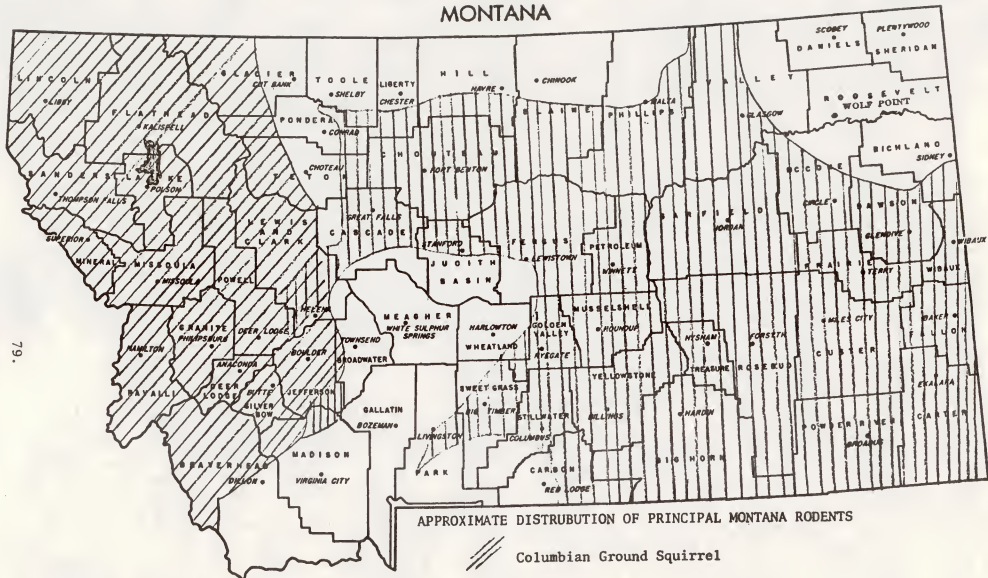 MONTANA
LINCOLN
LIBBY
FLATHEAD
KALISPELL
GLACIER
CUT BANK
TOOLE
SHELBY
LIBERTY
CHESTER
HILL
HAVRE
CHINOOK
BLAINE
PHILLIPS
MALTA
VALLEY
GLASGOW
SCOBEY
DANIELS
PLENTYWOOD
SHERIDAN
ROOSEVELT
WOLF POINT
RICHLAND
SIDNEY
PONDERA
CONRAD
CHOTEAU
TETON
CHOUTEAU
FORT BENTON
SANDERS
THOMPSON FALLS
LAKE
POLSON
LEWIS
AND
CLARK
GREAT FALLS
CASCADE
STANFORD
JUDITH
BASIN
FERGUS
LEWISTOWN
PETROLEUM
WINNETT
GARFIELD
JORDAN
MCCONE
CIRCLE
DAWSON
GLENDIVE
WIBAUX
WIBAUX
PRAIRIE
TERRY
SUPERIOR
MINERAL
MISSOULA
MISSOULA
POWELL
HELENA
GRANITE
PHILIPSBURG
DEER LODGE
MEAGHER
WHITE SULPHUR
SPRINGS
TOWNSEND
BROADWATER
HARLOWTON
WHEATLAND
GOLDEN
VALLEY
RYEGATE
MUSSELSHELL
ROUNDUP
HYSHAM
TREASURE
FORSYTH
ROSEBUD
MILES CITY
CUSTER
BAKER
FALLON
HAMILTON
RAVALLI
ANACONDA
DEER
LODGE
BUTTE
SILVER
BOW
BOULDER
JEFFERSON
GALLATIN
BOZEMAN
LIVINGSTON
PARK
SWEET GRASS
BIG TIMBER
STILLWATER
COLUMBUS
YELLOWSTONE
BILLINGS
HARDIN
BIG HORN
POWDER RIVER
BROADUS
EKALAKA
CARTER
CARBON
RED LODGE
BEAVERHEAD
DILLON
MADISON
VIRGINIA CITY
79.
APPROXIMATE DISTRUBUTION OF PRINCIPAL MONTANA RODENTS
Columbian Ground Squirrel